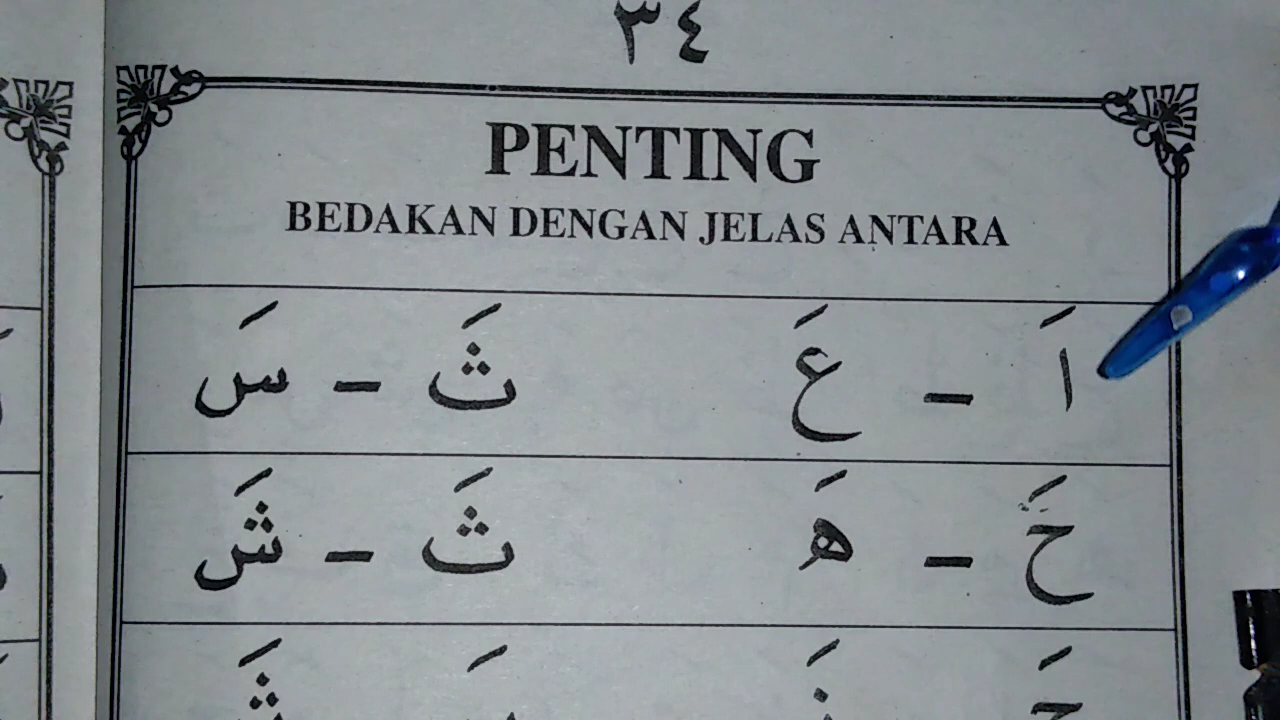 ٣٤
PENTING
BEDAKAN DENGAN JELAS ANTARA
اَ - عَ ثَ - سَ
حَ - هَ ثَ - شَ